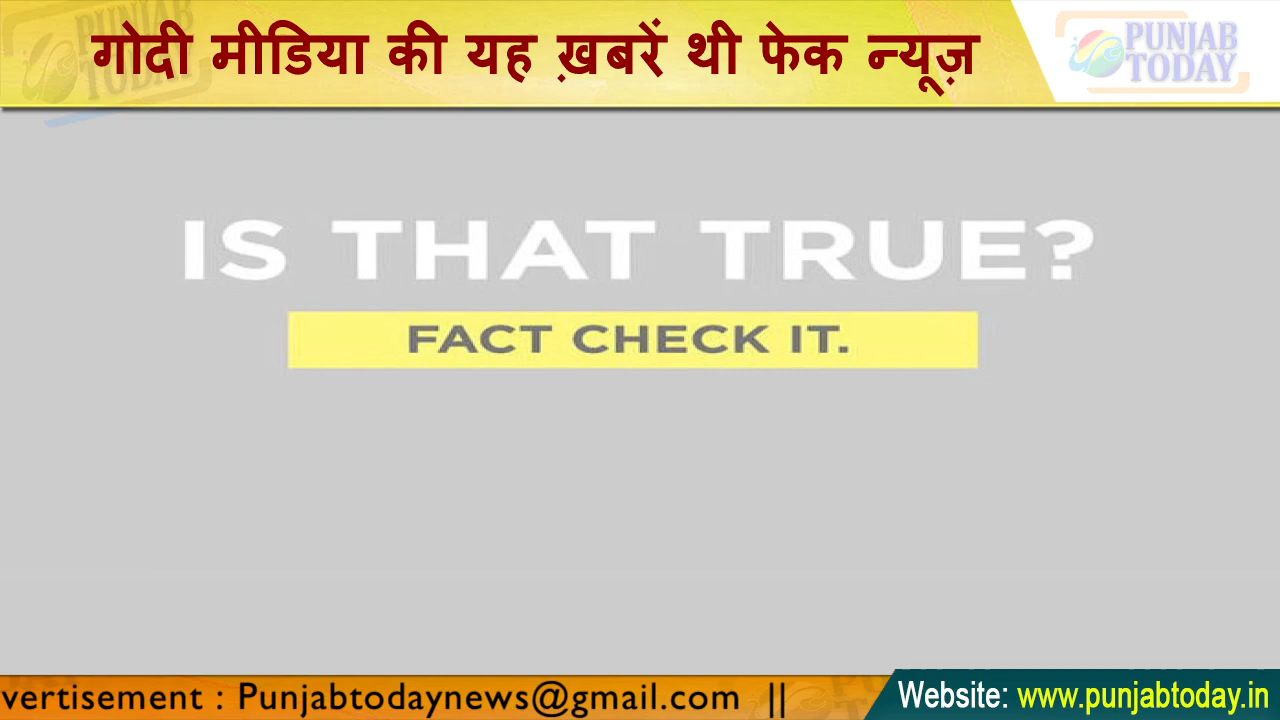 गोदी मीडिया की यह ख़बरें थी फेक न्यूज़
PUNJAB
TODAY
IS THAT TRUE?
FACT CHECK IT.
vertisement : Punjabtodaynews@gmail.com ||
Website: www.punjabtoday.in